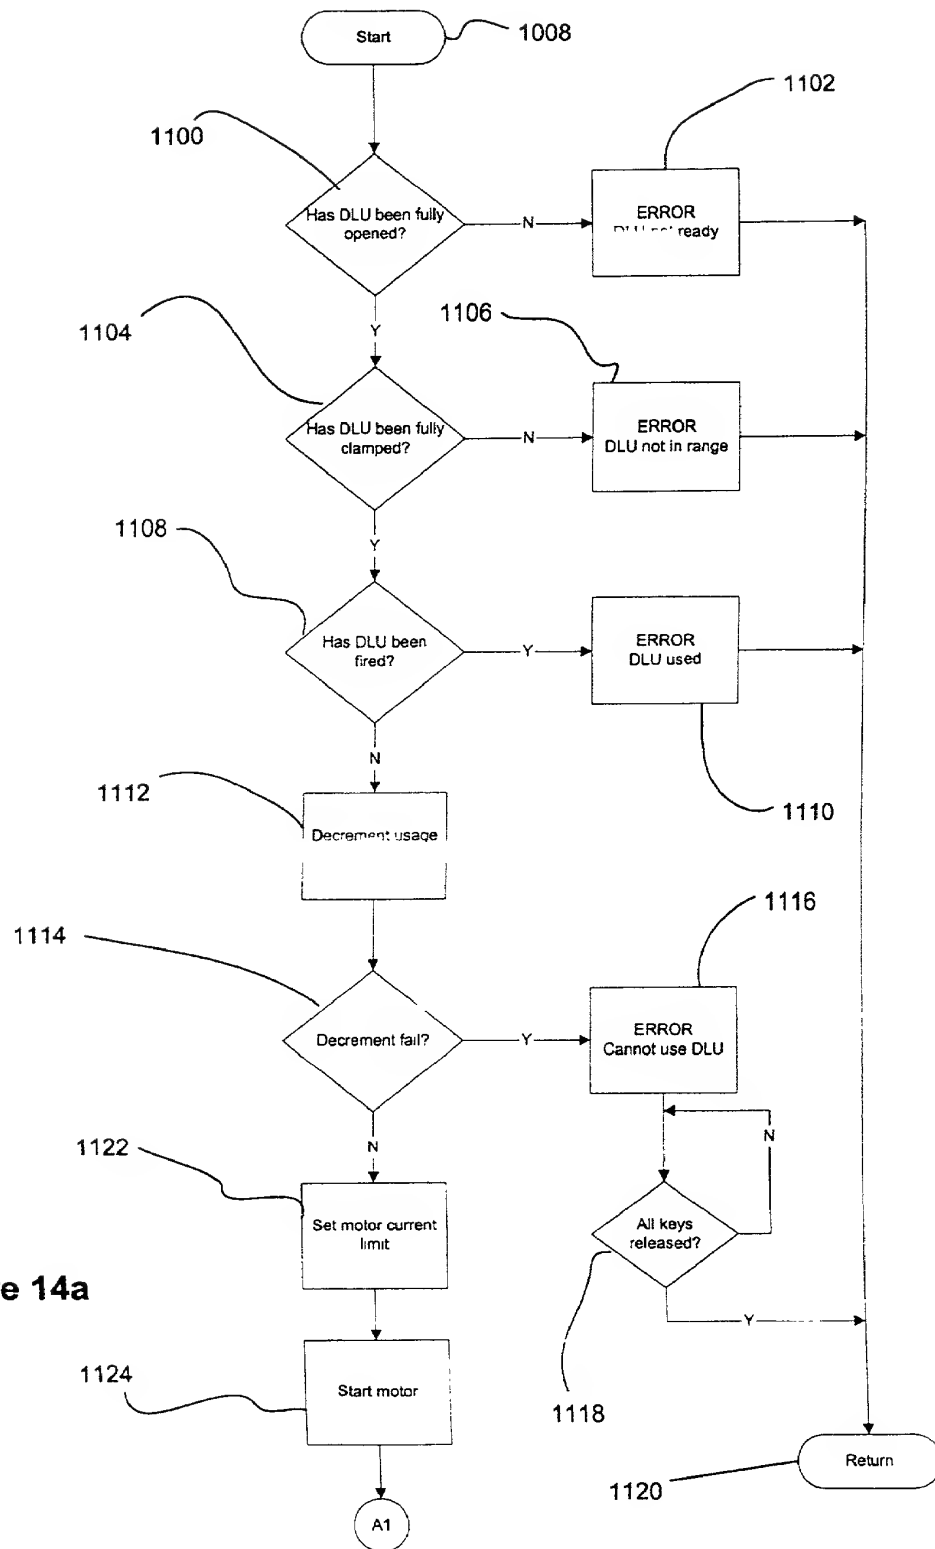 Start
1008
1100
Has DLU been fully
opened?
N
1102
ERROR
DLU not ready
Y
1104
Has DLU been fully
clamped?
N
1106
ERROR
DLU not in range
Y
1108
Has DLU been
fired?
Y
ERROR
DLU used
1110
N
1112
Decrement usage
1114
Decrement fail?
Y
1116
ERROR
Cannot use DLU
N
N
1122
Set motor current
limit
All keys
released?
Y
1118
e 14a
1124
Start motor
Return
1120
A1